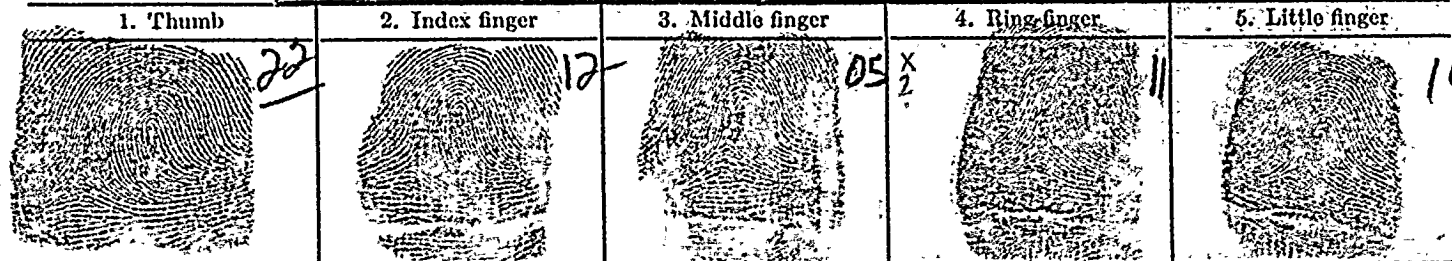 1. Thumb
2. Index finger
3. Middle finger
4. Ring finger
5. Little finger
22
12-
05
X
2
11